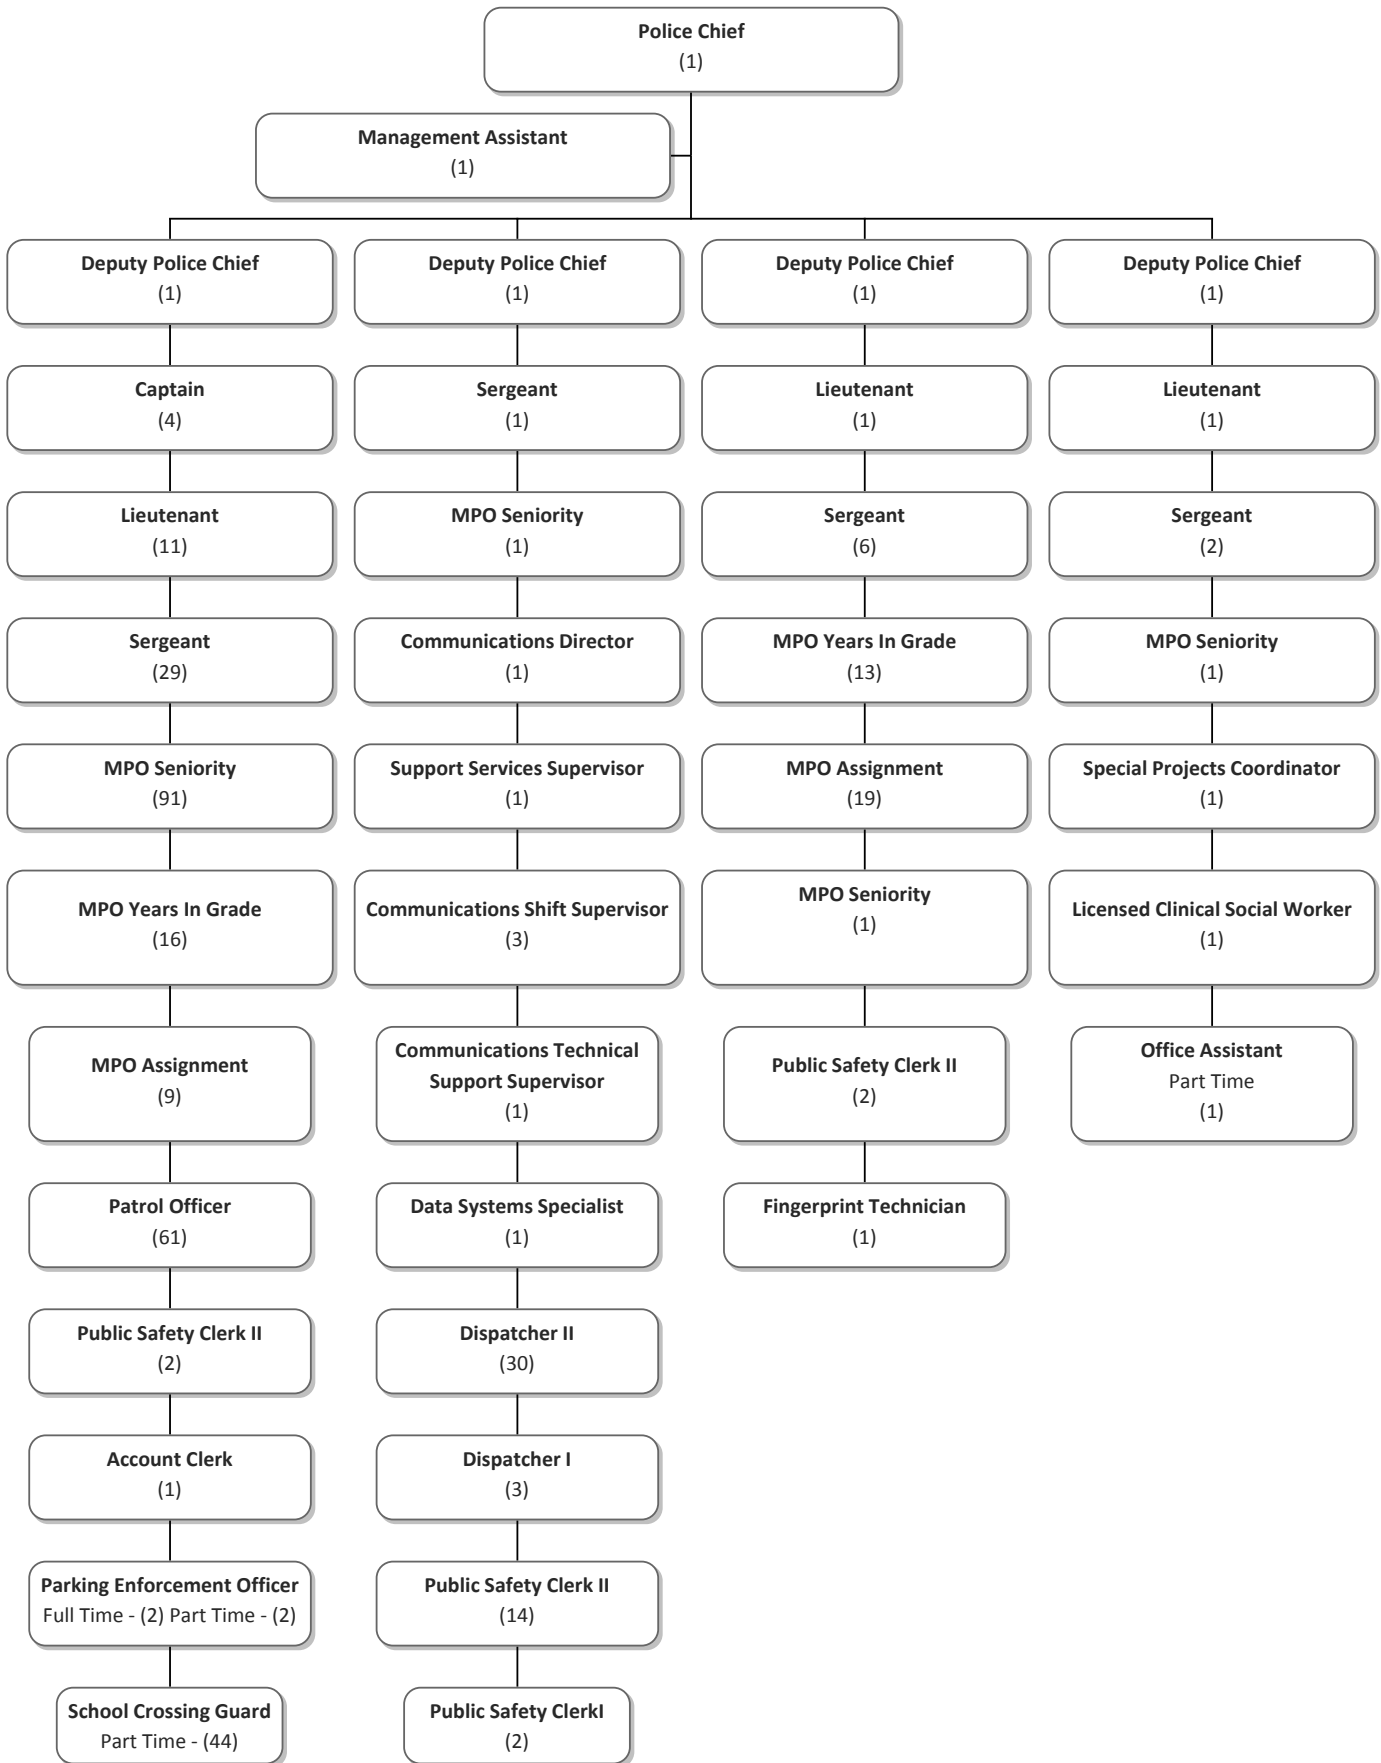 Police Chief
(1)
Management Assistant
(1)
Deputy Police Chief
(1)
Captain
(4)
Lieutenant
(11)
Sergeant
(29)
MPO Seniority
(91)
MPO Years In Grade
(16)
MPO Assignment
(9)
Patrol Officer
(61)
Public Safety Clerk II
(2)
Account Clerk
(1)
Parking Enforcement Officer
Full Time - (2) Part Time - (2)
School Crossing Guard
Part Time - (44)
Deputy Police Chief
(1)
Sergeant
(1)
MPO Seniority
(1)
Communications Director
(1)
Support Services Supervisor
(1)
Communications Shift Supervisor
(3)
Communications Technical
Support Supervisor
(1)
Data Systems Specialist
(1)
Dispatcher II
(30)
Dispatcher I
(3)
Public Safety Clerk II
(14)
Public Safety ClerkI
(2)
Deputy Police Chief
(1)
Lieutenant
(1)
Sergeant
(6)
MPO Years In Grade
(13)
MPO Assignment
(19)
MPO Seniority
(1)
Public Safety Clerk II
(2)
Fingerprint Technician
(1)
Deputy Police Chief
(1)
Lieutenant
(1)
Sergeant
(2)
MPO Seniority
(1)
Special Projects Coordinator
(1)
Licensed Clinical Social Worker
(1)
Office Assistant
Part Time
(1)